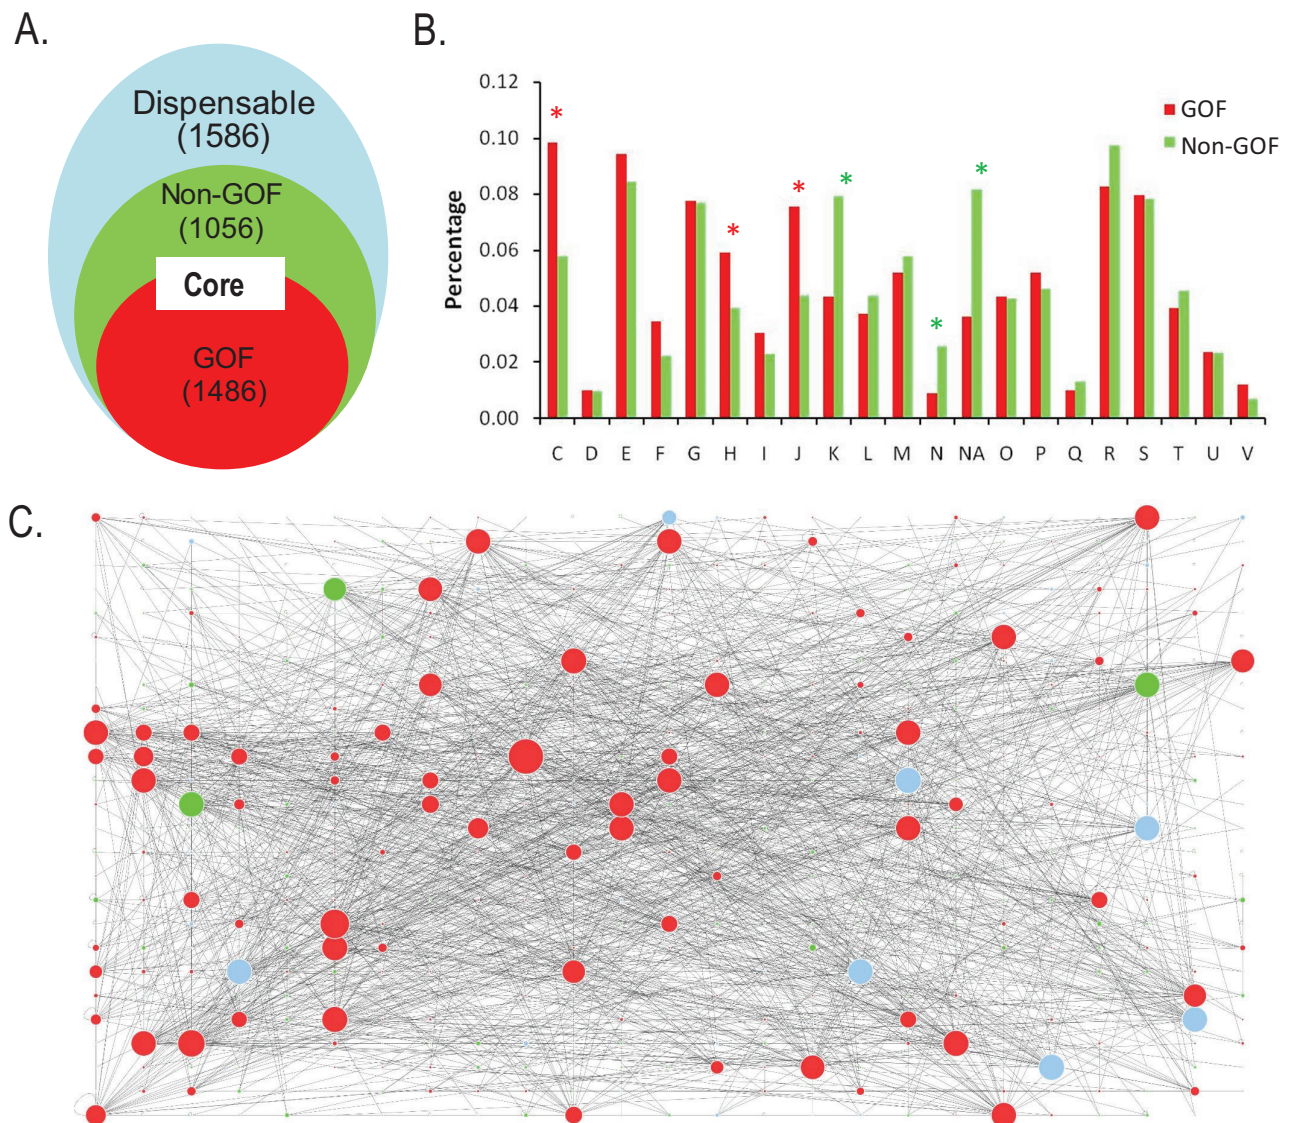 A.
Dispensable
(1586)
Non-GOF
(1056)
Core
GOF
(1486)
B.
Percentage
0.12
0.10
0.08
0.06
0.04
0.02
0.00
* * * * * *
GOF
Non-GOF
C D E F G H I J K L M N NA O P Q R S T U V
C.